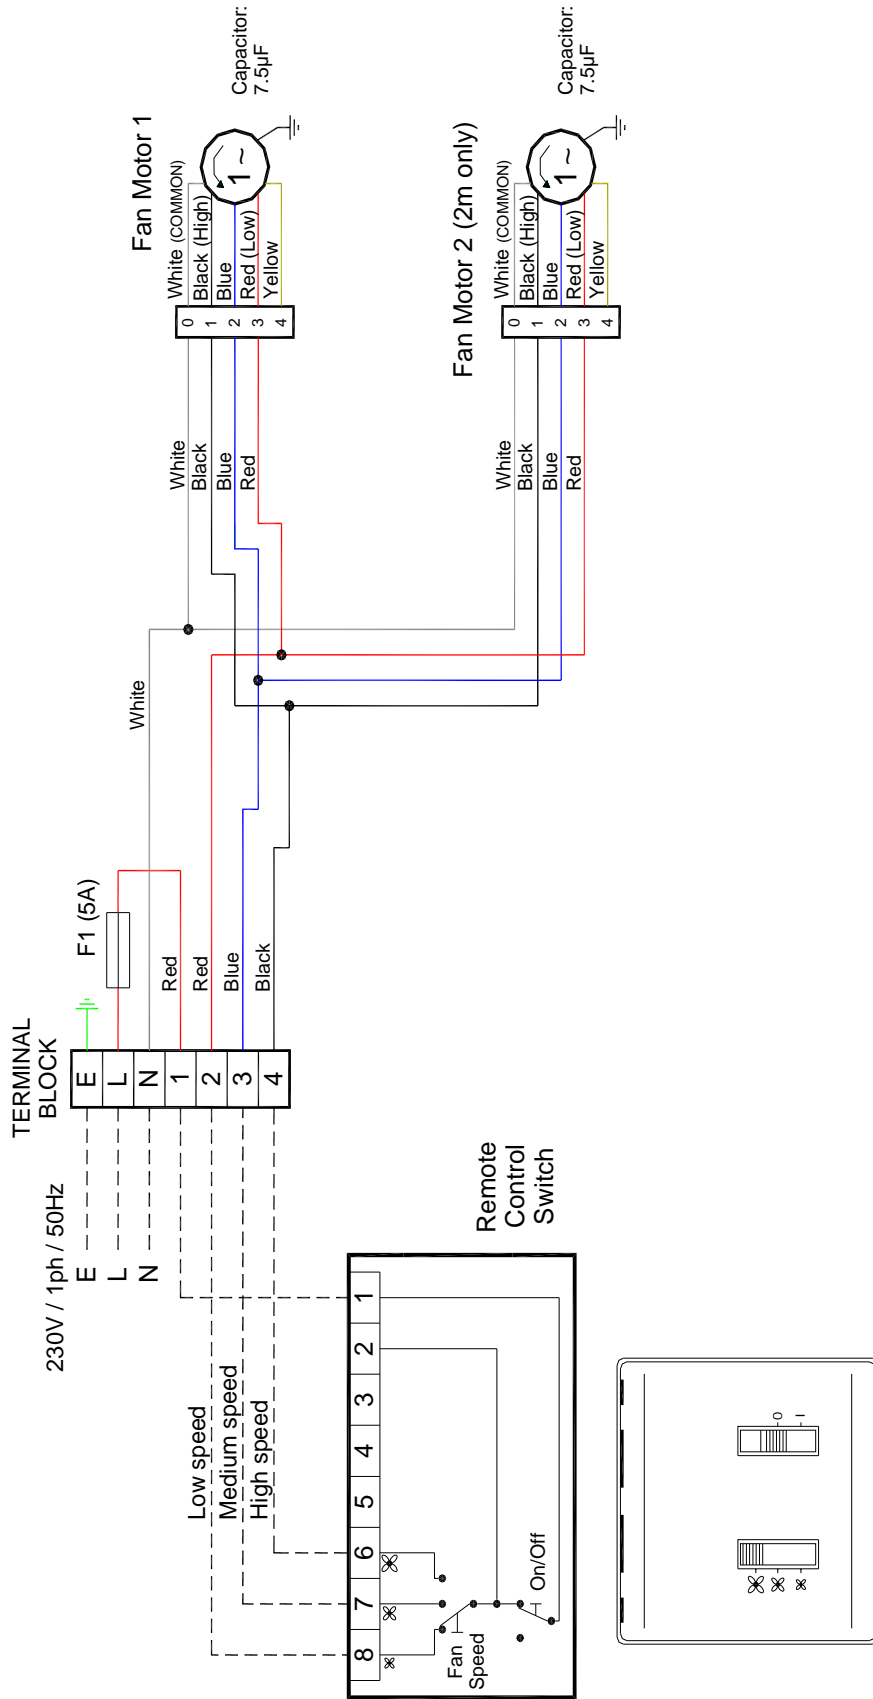 Fan Motor 1
Capacitor:
7.5µF
1 ~
White (COMMON)
Black (High)
Blue
Red (Low)
Yellow
0
1
2
3
4
White
Black
Blue
Red
Fan Motor 2 (2m only)
Capacitor:
7.5µF
1 ~
White (COMMON)
Black (High)
Blue
Red (Low)
Yellow
0
1
2
3
4
White
Black
Blue
Red
White
F1 (5A)
Red
Red
Blue
Black
TERMINAL
BLOCK
E
L
N
1
2
3
4
230V / 1ph / 50Hz
E
L
N
Low speed
Medium speed
High speed
Remote
Control
Switch
1
2
3
4
5
6
7
8
Fan
Speed
On/Off
O
I